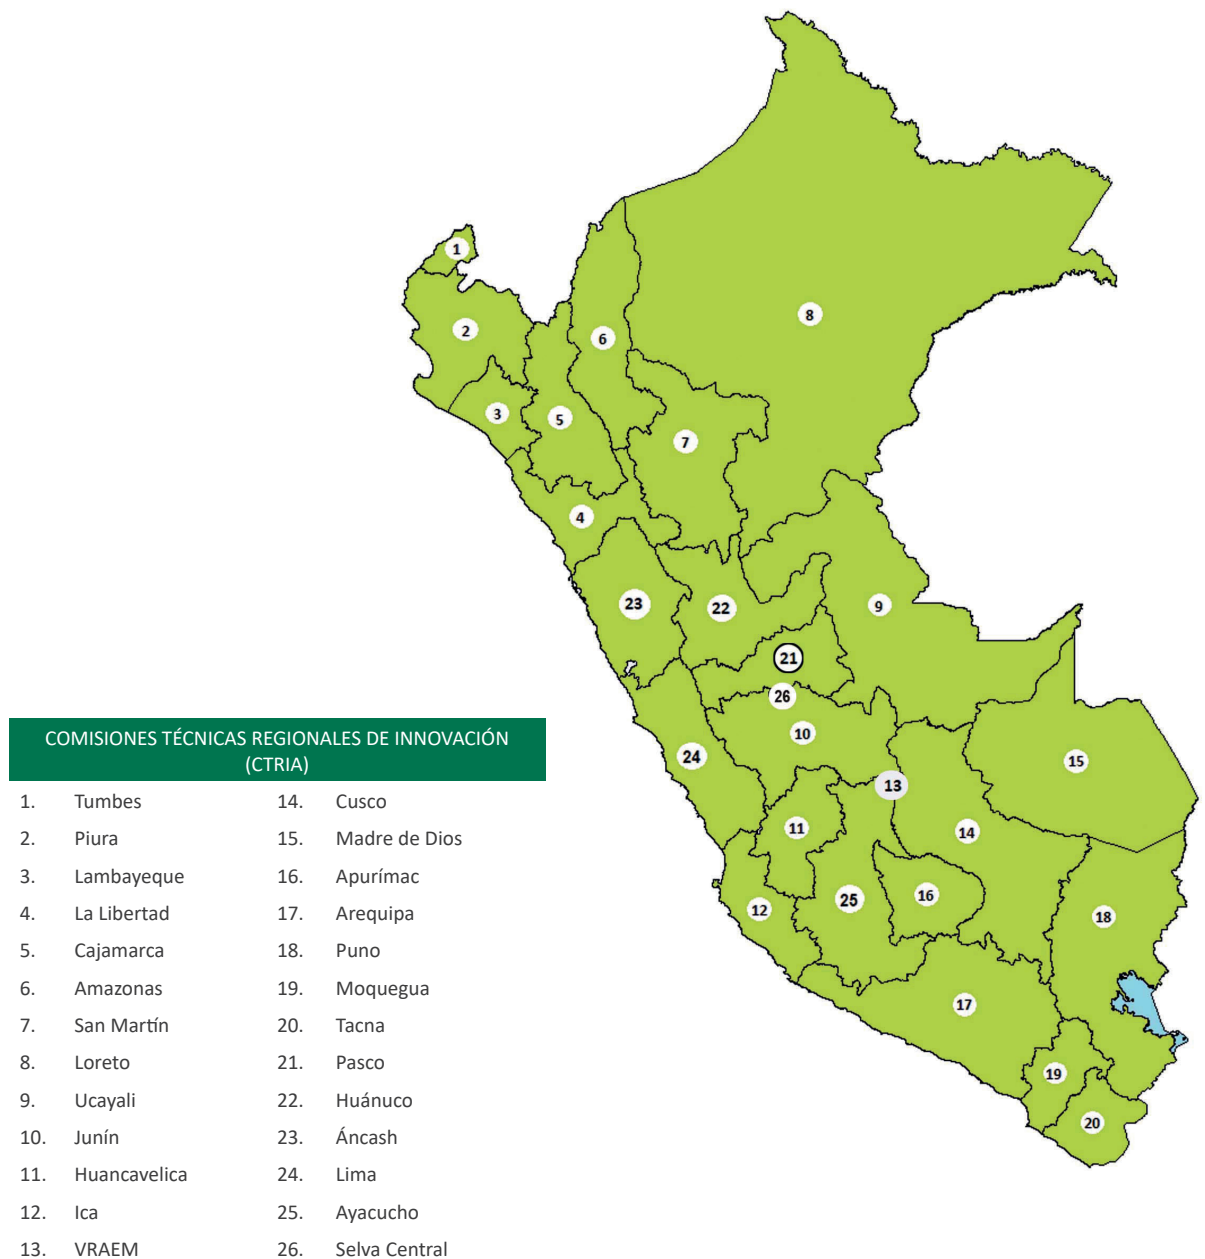 1
2
6
8
3
5
7
4
23
22
9
21
26
10
24
15
13
11
14
16
25
12
18
17
19
20
COMISIONES TÉCNICAS REGIONALES DE INNOVACIÓN
(CTRIA)
1. Tumbes 14. Cusco
2. Piura 15. Madre de Dios
3. Lambayeque 16. Apurímac
4. La Libertad 17. Arequipa
5. Cajamarca 18. Puno
6. Amazonas 19. Moquegua
7. San Martín 20. Tacna
8. Loreto 21. Pasco
9. Ucayali 22. Huánuco
10. Junín 23. Áncash
11. Huancavelica 24. Lima
12. Ica 25. Ayacucho
13. VRAEM 26. Selva Central